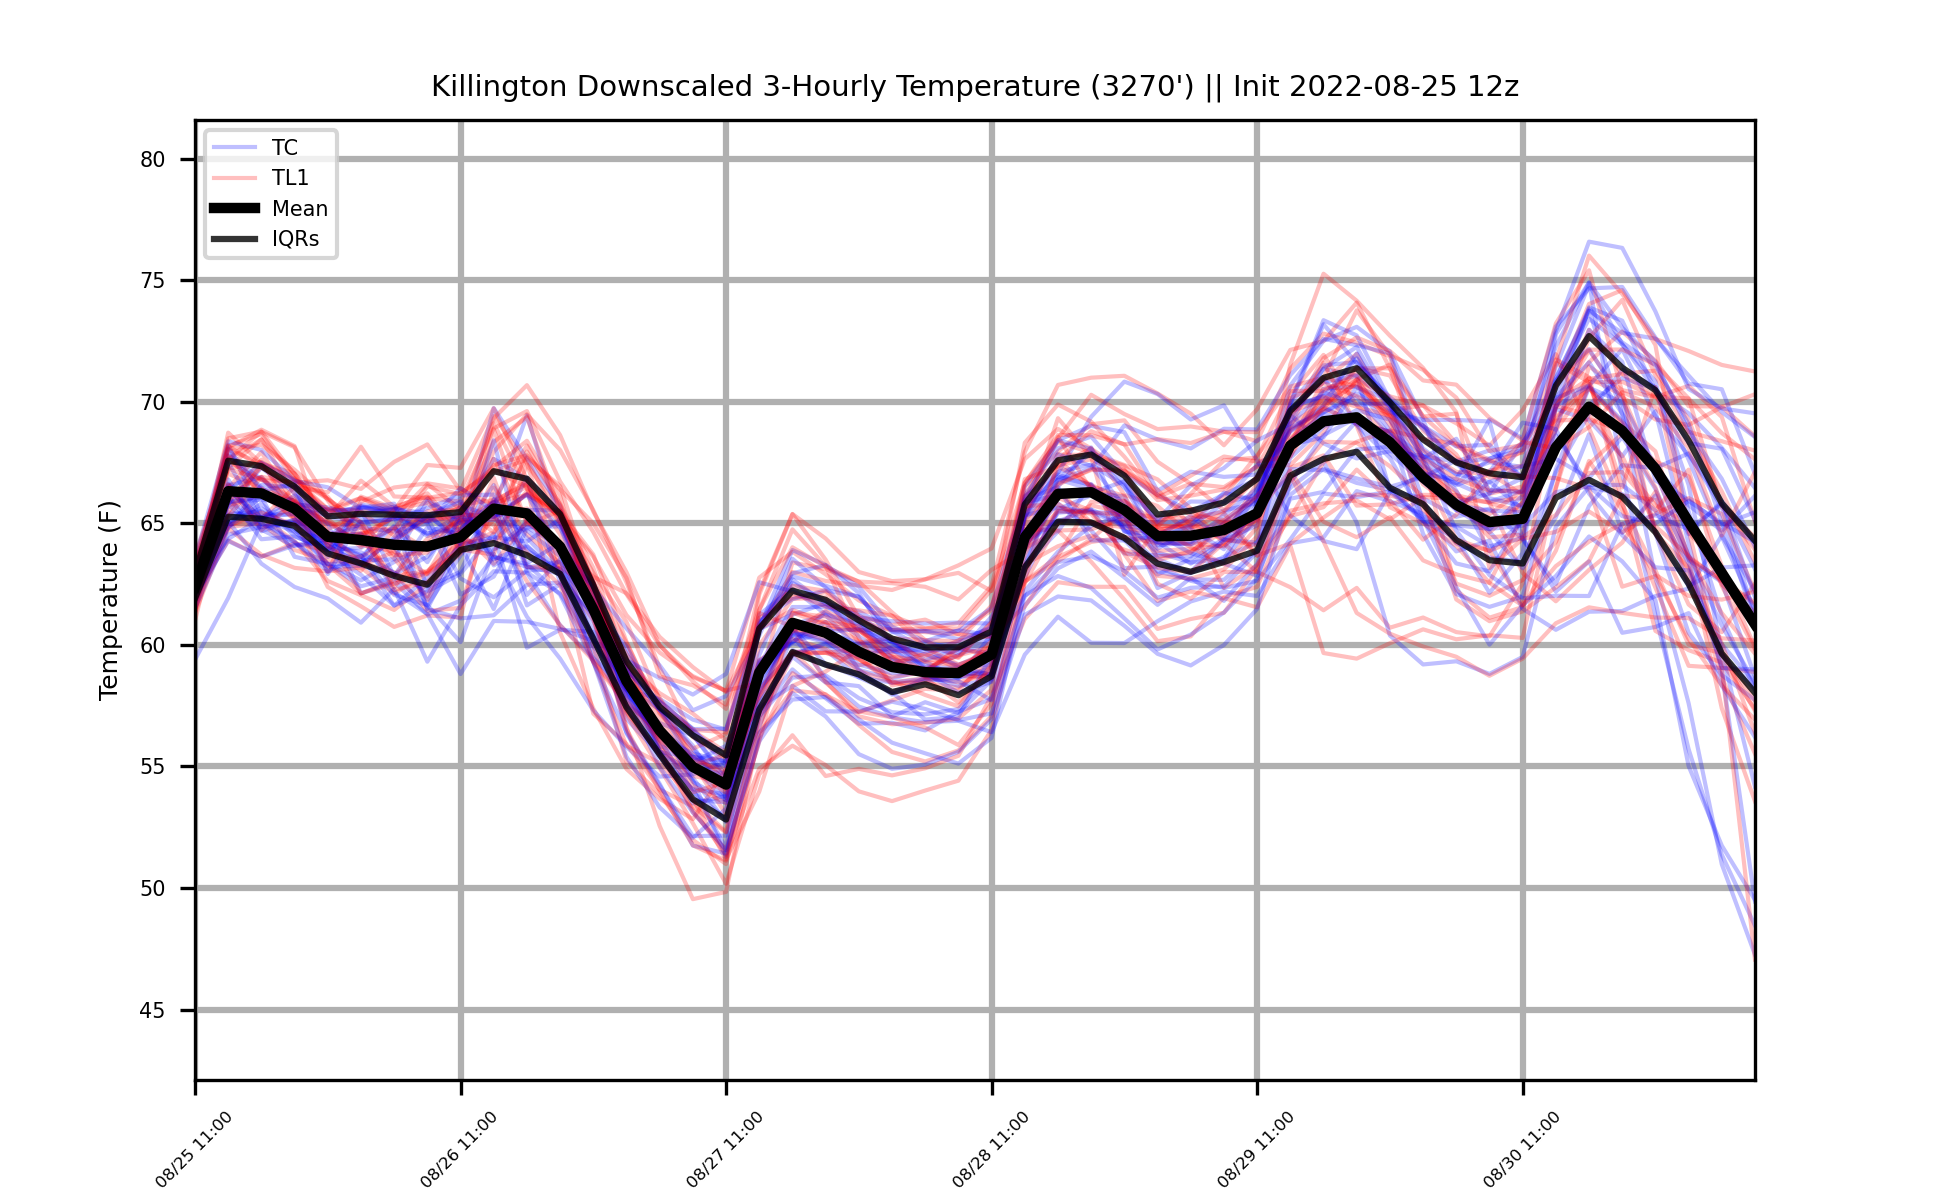 Killington Downscaled 3-Hourly Temperature (3270') || Init 2022-08-25 12z
TC
TL1
Mean
IQRs
Temperature (F)
80
75
70
65
60
55
50
45
08/25 11:00
08/26 11:00
08/27 11:00
08/28 11:00
08/29 11:00
08/30 11:00